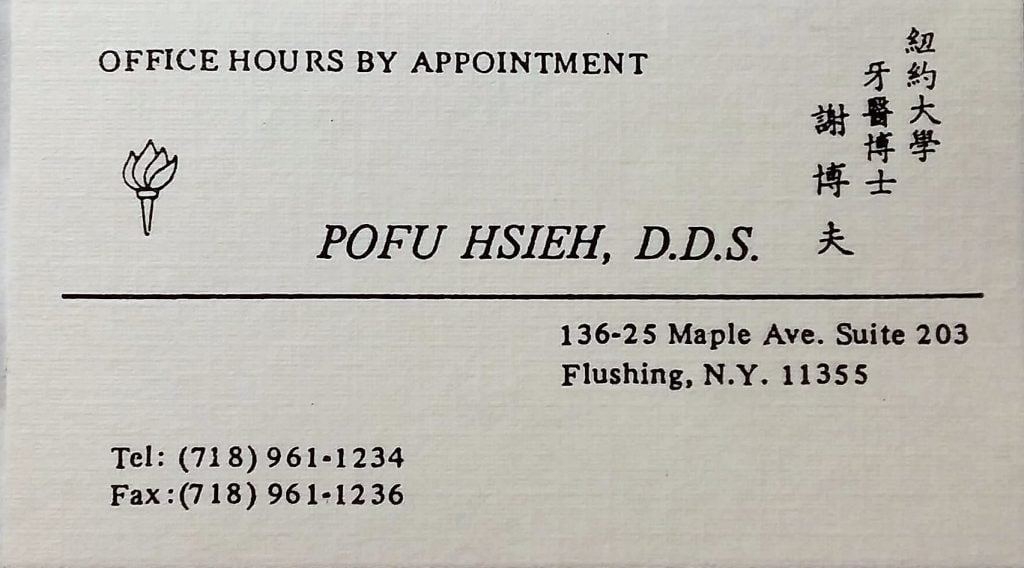 OFFICE HOURS BY APPOINTMENT
紐約大學
牙醫博士
謝博夫
POFU HSIEH, D.D.S.
136-25 Maple Ave. Suite 203
Flushing, N.Y. 11355
Tel: (718) 961-1234
Fax:(718) 961-1236